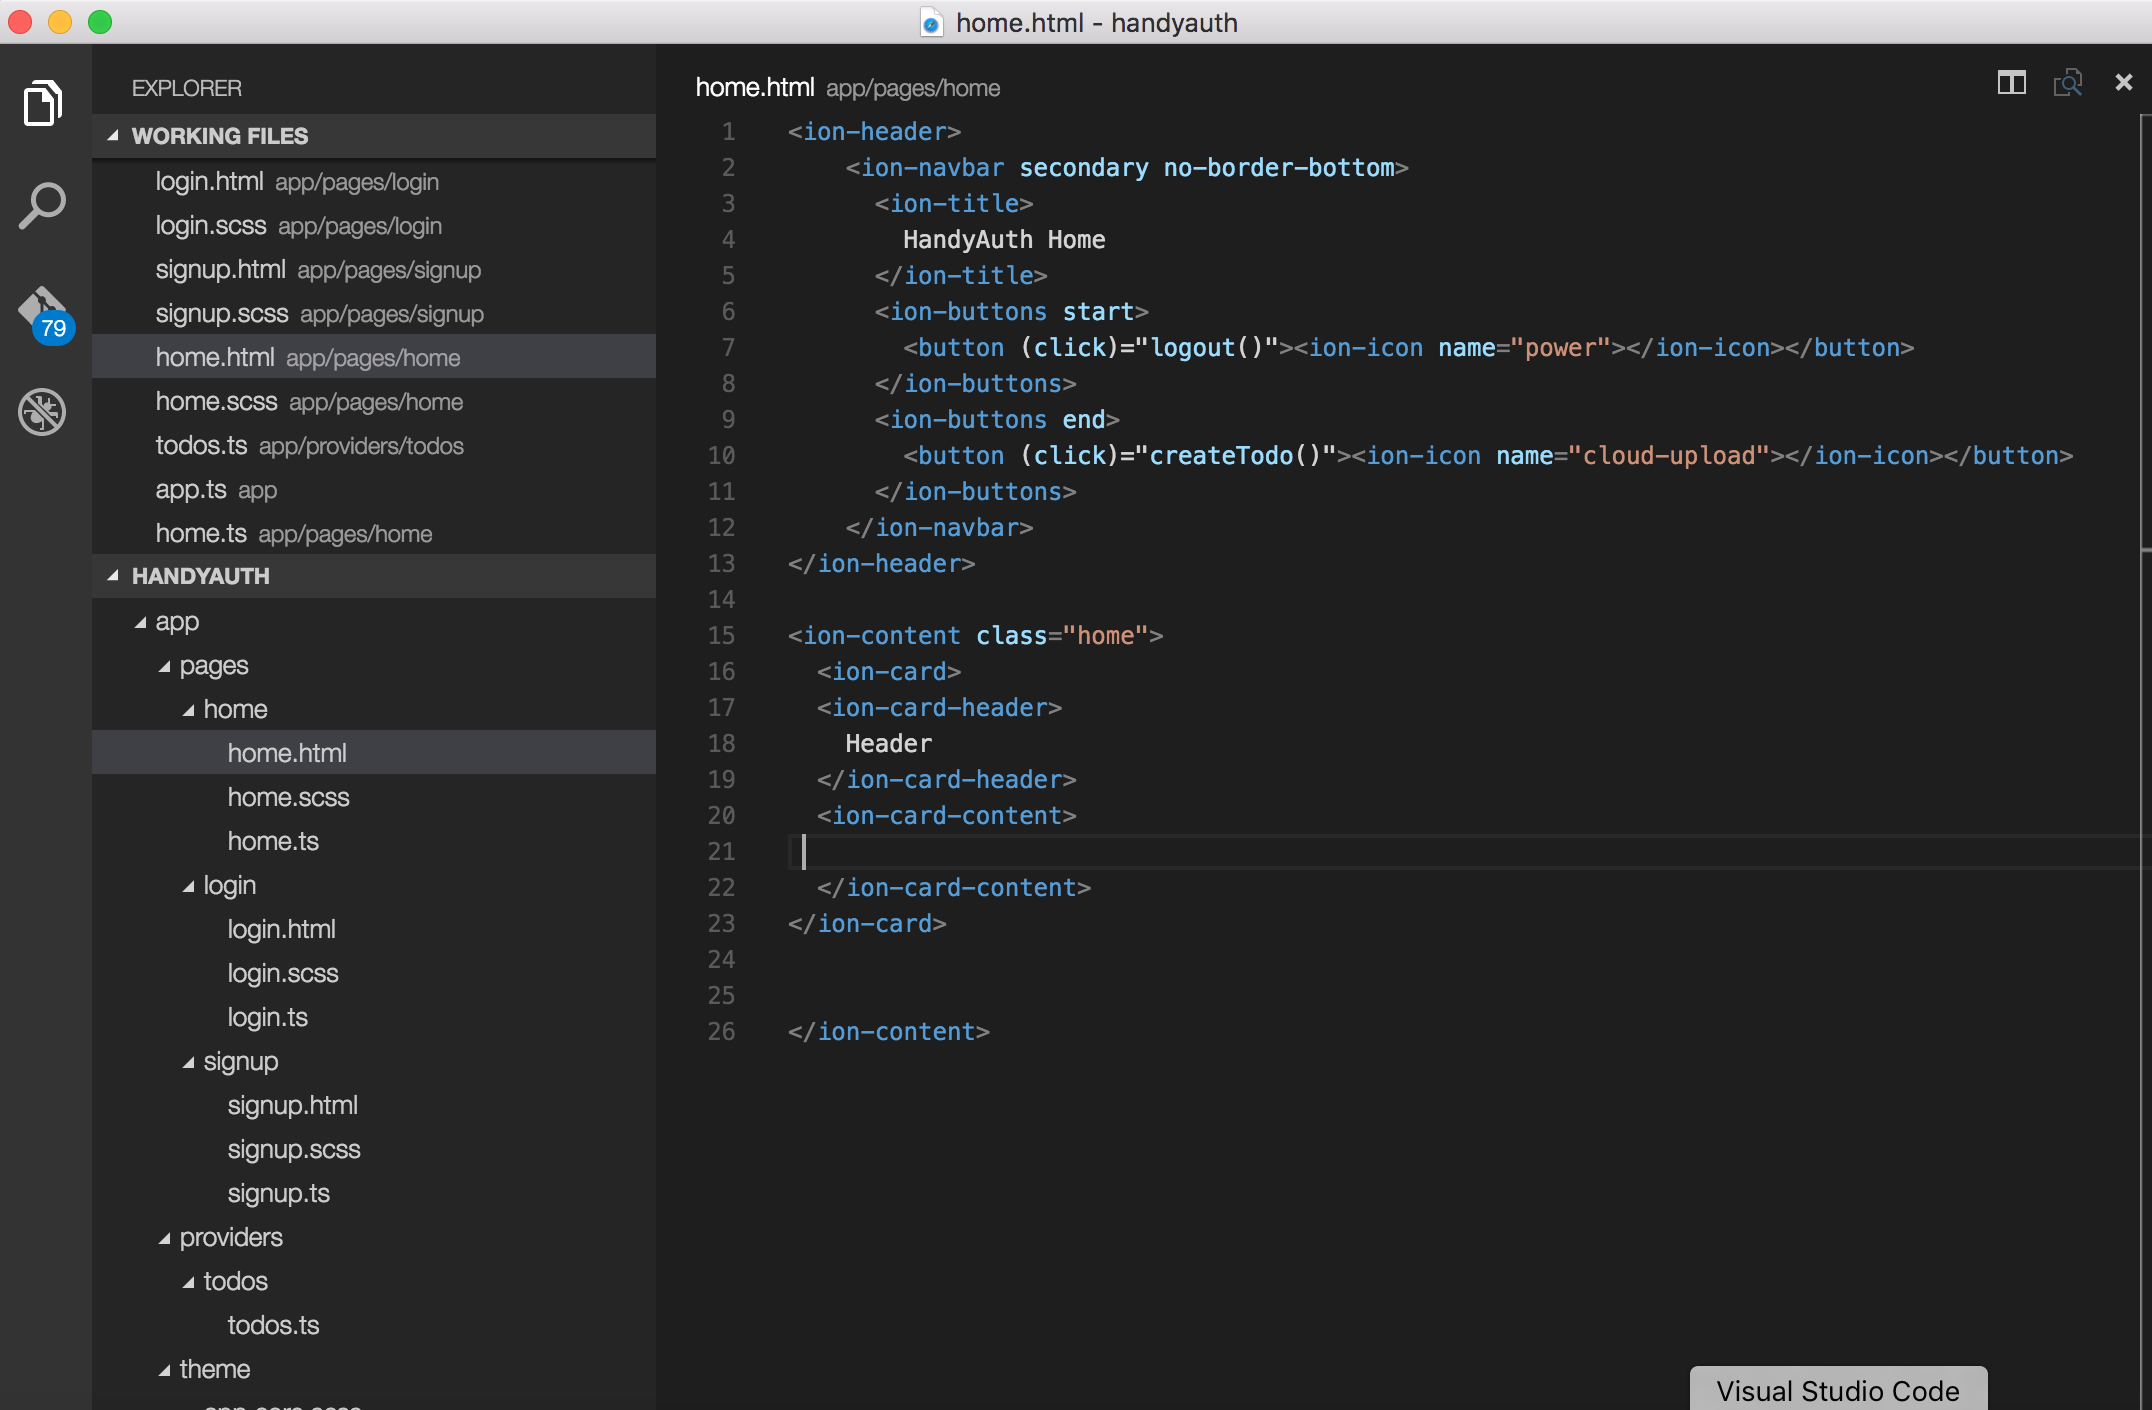 home.html - handyauth
EXPLORER
WORKING FILES
login.html app/pages/login
login.scss app/pages/login
signup.html app/pages/signup
signup.scss app/pages/signup
home.html app/pages/home
home.scss app/pages/home
todos.ts app/providers/todos
app.ts app
home.ts app/pages/home
HANDYAUTH
app
pages
home
home.html
home.scss
home.ts
login
login.html
login.scss
login.ts
signup
signup.html
signup.scss
signup.ts
providers
todos
todos.ts
theme
79
home.html app/pages/home
1 <ion-header>
2 <ion-navbar secondary no-border-bottom>
3 <ion-title>
4 HandyAuth Home
5 </ion-title>
6 <ion-buttons start>
7 <button (click)="logout()"><ion-icon name="power"></ion-icon></button>
8 </ion-buttons>
9 <ion-buttons end>
10 <button (click)="createTodo()"><ion-icon name="cloud-upload"></ion-icon></button>
11 </ion-buttons>
12 </ion-navbar>
13 </ion-header>
14
15 <ion-content class="home">
16 <ion-card>
17 <ion-card-header>
18 Header
19 </ion-card-header>
20 <ion-card-content>
21
22 </ion-card-content>
23 </ion-card>
24
25
26 </ion-content>
Visual Studio Code